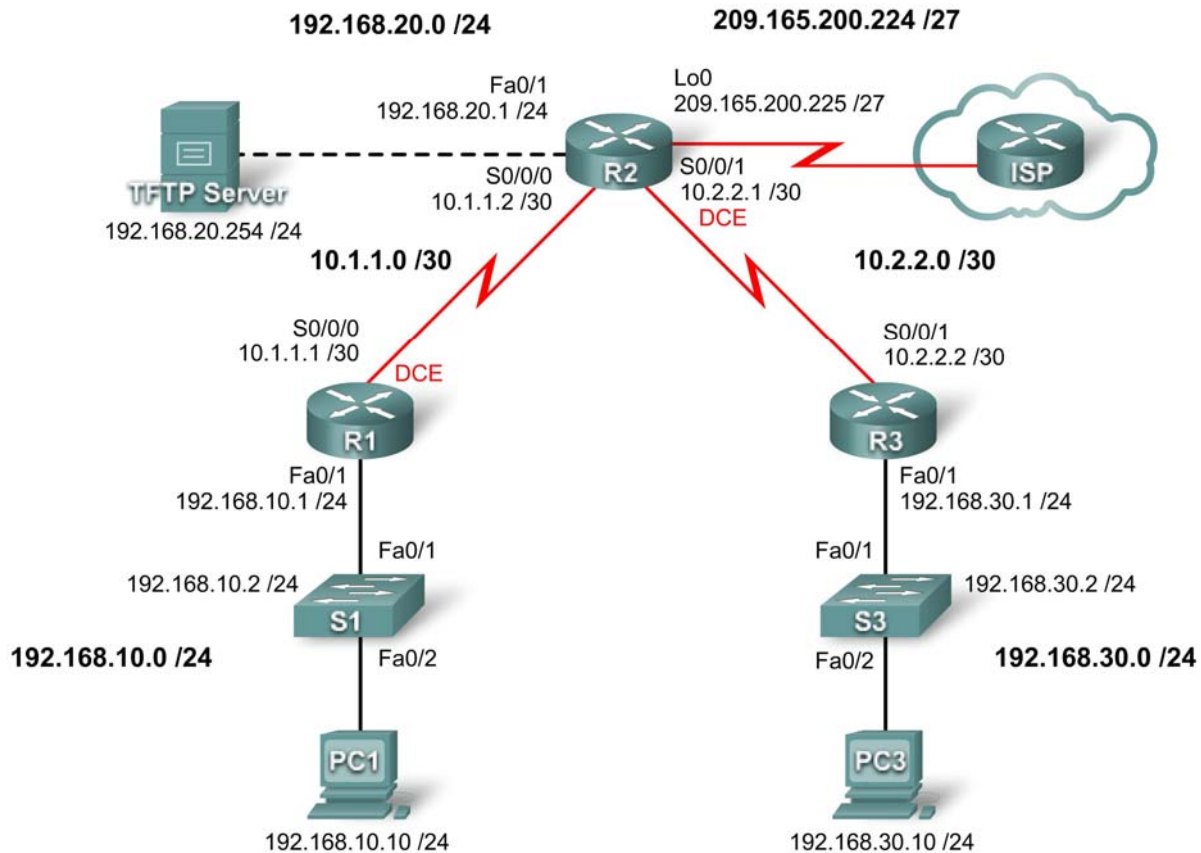 192.168.20.0 /24
209.165.200.224 /27
Fa0/1
192.168.20.1 /24
Lo0
209.165.200.225 /27
TFTP Server
192.168.20.254 /24
S0/0/0
10.1.1.2 /30
R2
S0/0/1
10.2.2.1 /30
DCE
ISP
10.1.1.0 /30
10.2.2.0 /30
S0/0/0
10.1.1.1 /30
DCE
S0/0/1
10.2.2.2 /30
R1
R3
Fa0/1
192.168.10.1 /24
Fa0/1
192.168.30.1 /24
Fa0/1
192.168.10.2 /24
S1
Fa0/1
192.168.30.2 /24
S3
192.168.10.0 /24
Fa0/2
Fa0/2
192.168.30.0 /24
PC1
192.168.10.10 /24
PC3
192.168.30.10 /24